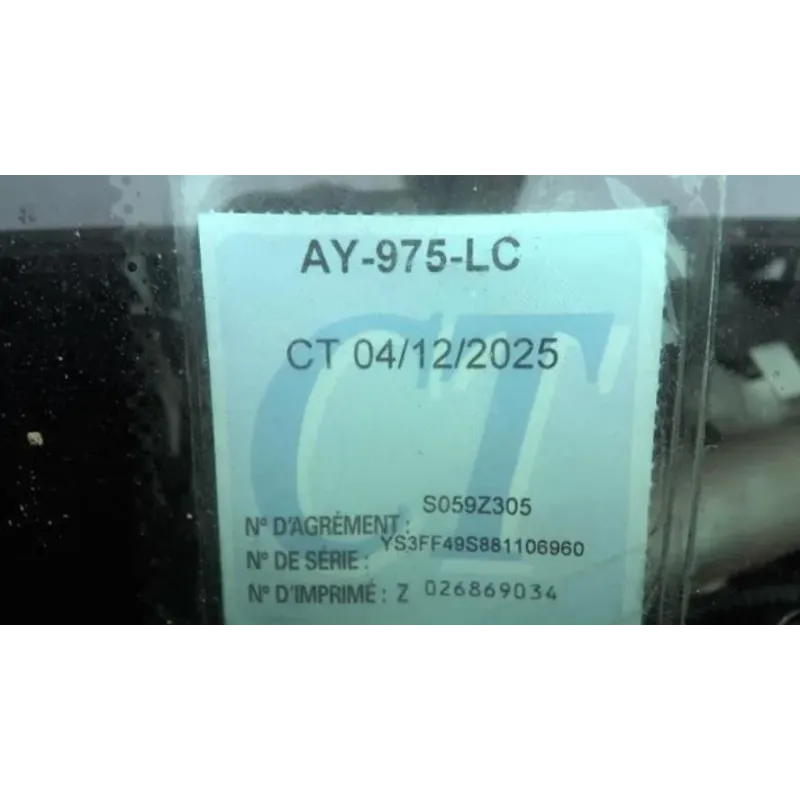 AY-975-LC
CT 04/12/2025
CT
N° D'AGRÉMENT : S059Z305
N° DE SÉRIE : YS3FF49S881106960
N° D'IMPRIMÉ : Z 026869034